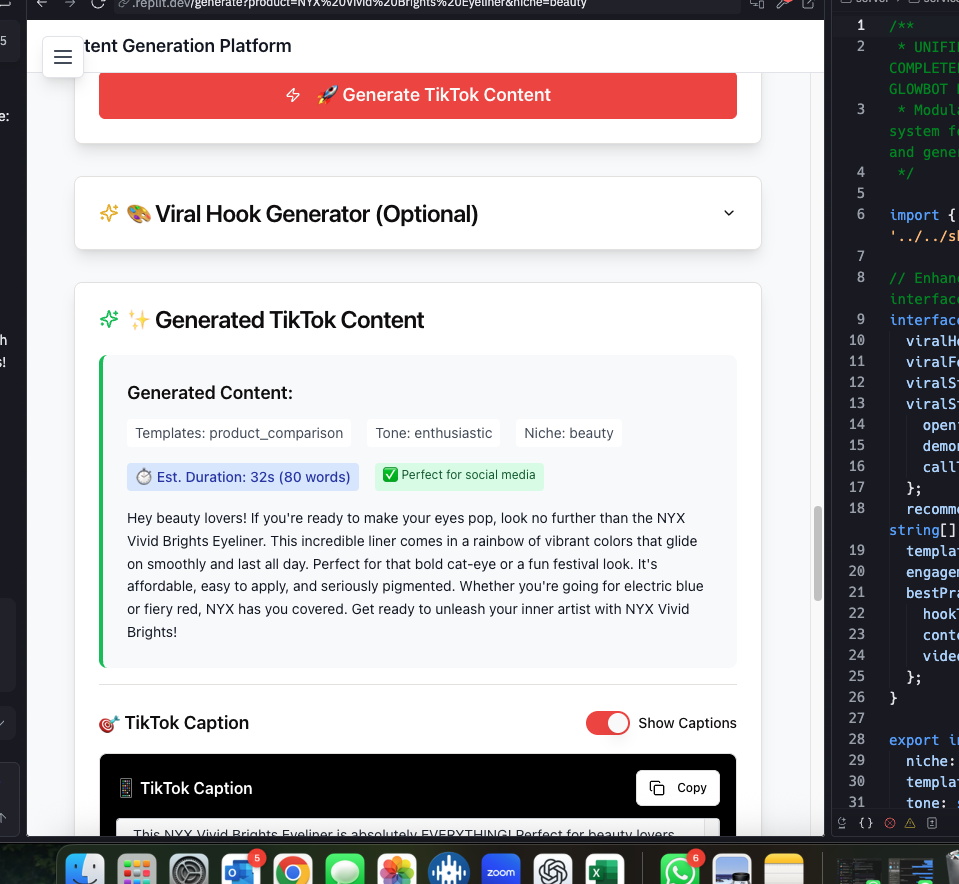 .replit.dev/generate?product=NYX%20Vivid%20Brights%20Eyeliner&niche=beauty
5
e:
h
s!
tent Generation Platform
🚀 Generate TikTok Content
🎨 Viral Hook Generator (Optional)
✨ Generated TikTok Content
Generated Content:
Templates: product_comparison
Tone: enthusiastic
Niche: beauty
⏱️ Est. Duration: 32s (80 words)
✅ Perfect for social media
Hey beauty lovers! If you're ready to make your eyes pop, look no further than the NYX
Vivid Brights Eyeliner. This incredible liner comes in a rainbow of vibrant colors that glide
on smoothly and last all day. Perfect for that bold cat-eye or a fun festival look. It's
affordable, easy to apply, and seriously pigmented. Whether you're going for electric blue
or fiery red, NYX has you covered. Get ready to unleash your inner artist with NYX Vivid
Brights!
🎯 TikTok Caption
Show Captions
📱 TikTok Caption
Copy
This NYX Vivid Brights Eyeliner is absolutely EVERYTHING! Perfect for beauty lovers
1 /**
2 * UNIFI
COMPLETE
GLOWBOT
3 * Modul
system f
and gene
4 */
5
6 import {
'../../s
7
8 // Enhan
interfac
9 interfac
10 viralH
11 viralF
12 viralS
13 viralS
14 open
15 demo
16 call
17 };
18 recomm
string[]
19 templa
20 engage
21 bestPr
22 hook
23 cont
24 vide
25 };
26 }
27
28 export in
29 niche:
30 templa
31 tone:
{}
5
zoom
6